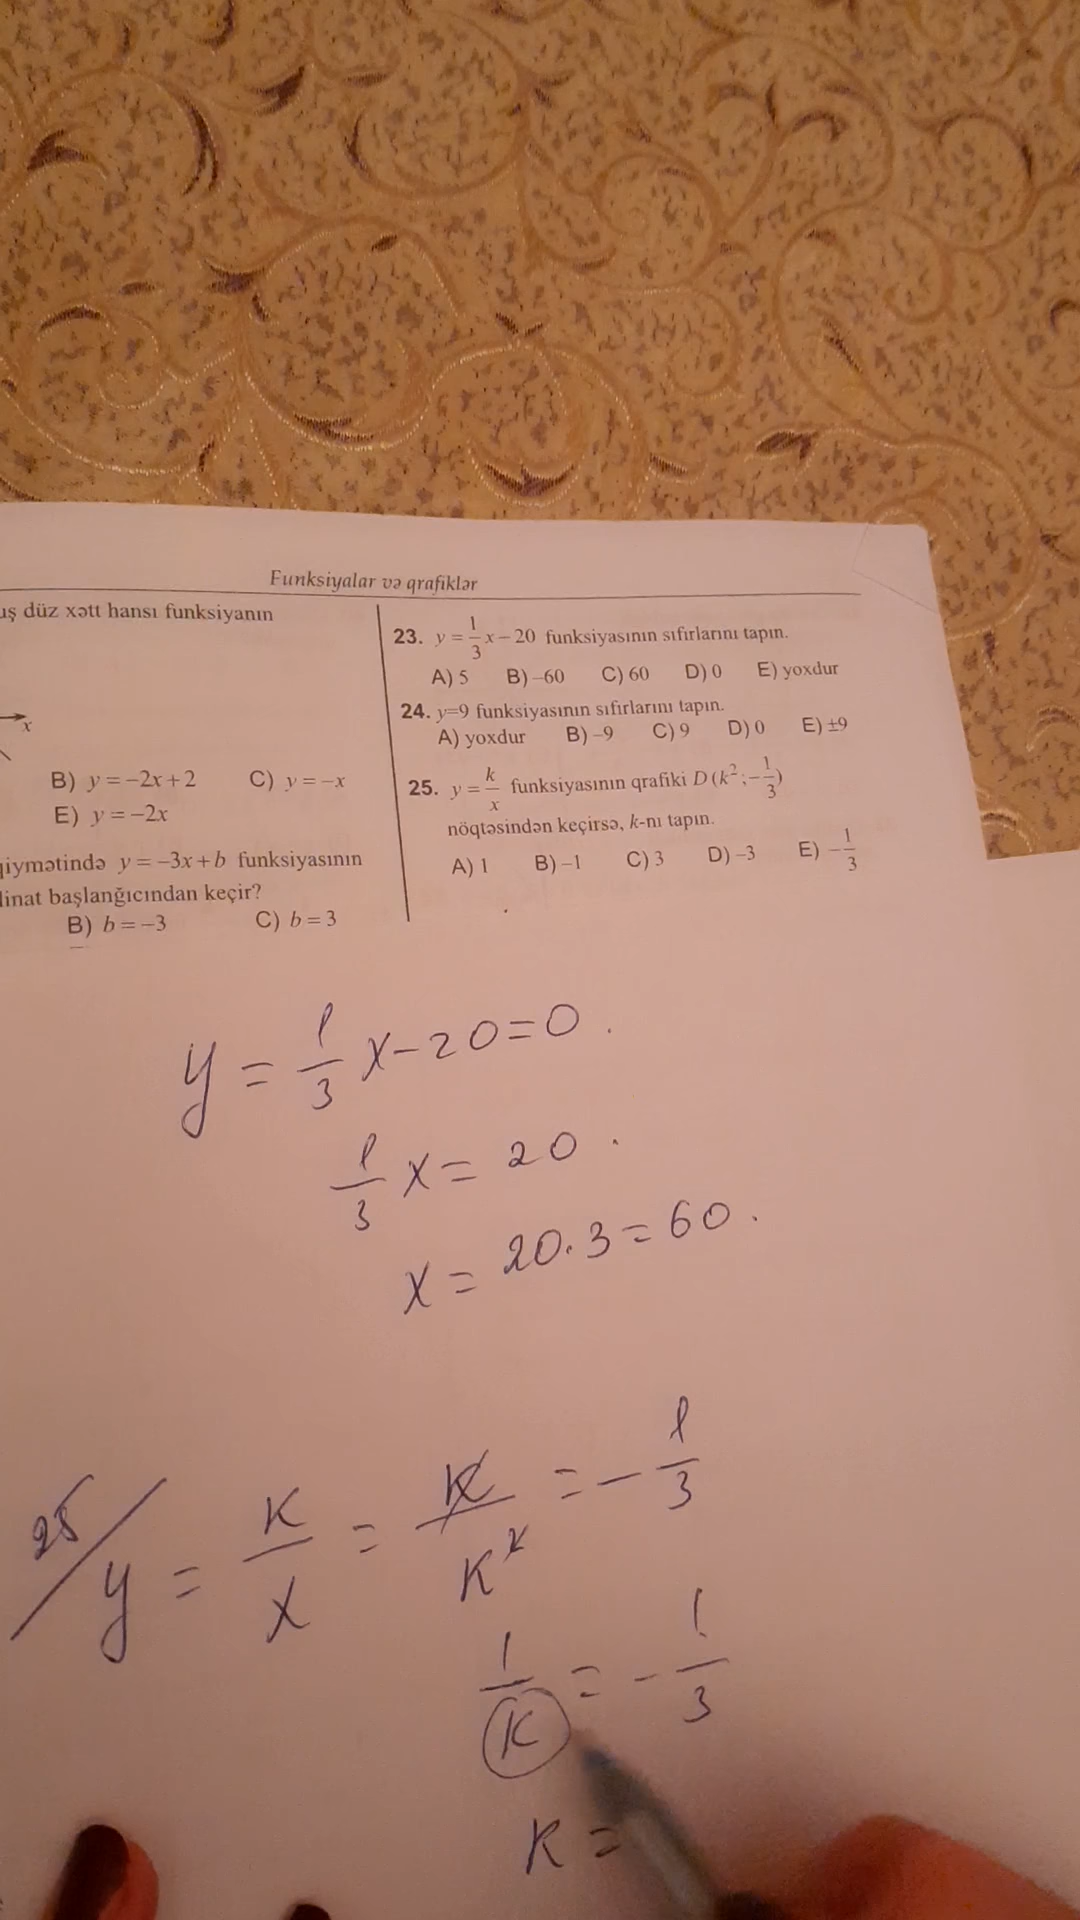 Funksiyalar və qrafiklər
uş düz xətt hansı funksiyanın
x
B) y = –2x + 2 C) y = –x
E) y = –2x
qiymətində y = –3x + b funksiyasının
dinat başlanğıcından keçir?
B) b = –3 C) b = 3
23. y = 1/3 x – 20 funksiyasının sıfırlarını tapın.
A) 5 B) –60 C) 60 D) 0 E) yoxdur
24. y=9 funksiyasının sıfırlarını tapın.
A) yoxdur B) –9 C) 9 D) 0 E) ±9
25. y = k/x funksiyasının qrafiki D (k²; –1/3)
nöqtəsindən keçirsə, k-nı tapın.
A) 1 B) –1 C) 3 D) –3 E) –1/3
y = 1/3 x – 20 = 0.
1/3 x = 20.
x = 20 · 3 = 60.
25/ y = k/x = k/k² = – 1/3
1/k = – 1/3
k =